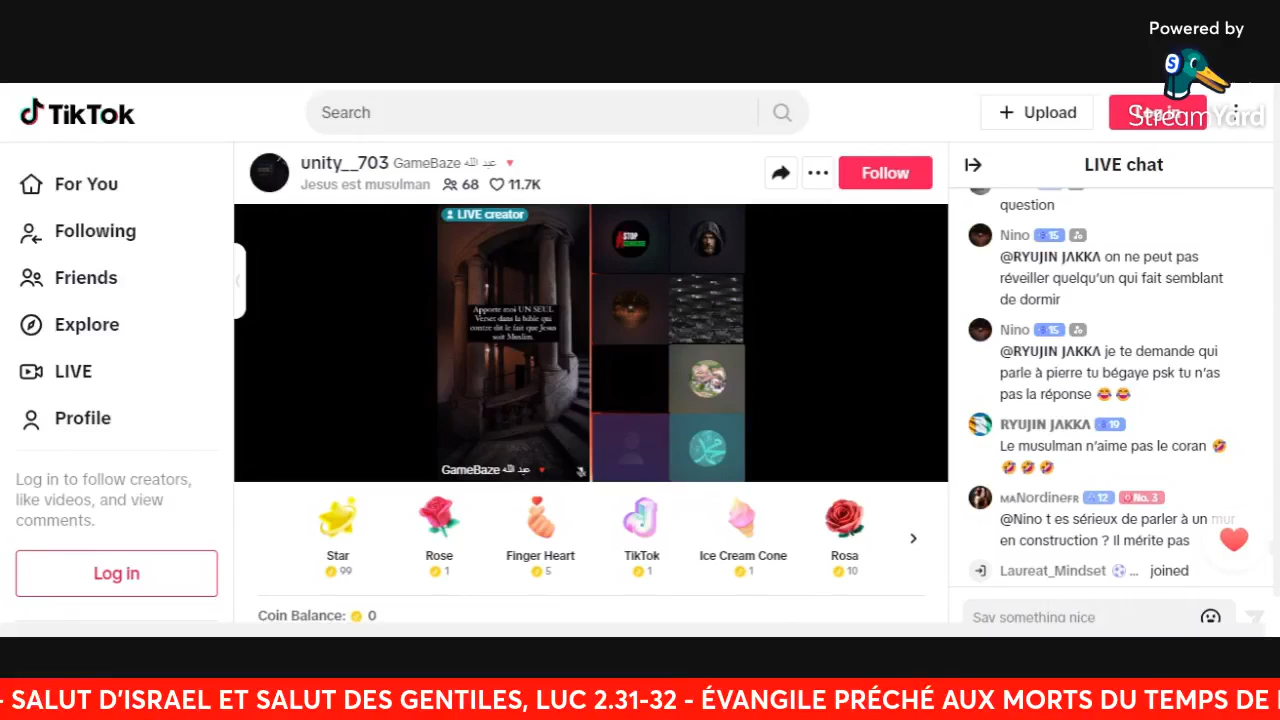 Powered by
StreamYard
TikTok
Search
Upload
Log in
For You
Following
Friends
Explore
LIVE
Profile
Log in to follow creators,
like videos, and view
comments.
Log in
unity__703 GameBaze عبد الله 🔻
Jesus est musulman 68 11.7K
Follow
LIVE creator
Apporte moi UN SEUL
Verset dans la bible qui
contre dit le fait que Jesus
soit Muslim.
GameBaze عبد الله 🔻
STOP
Star
99
Rose
1
Finger Heart
5
TikTok
1
Ice Cream Cone
1
Rosa
10
Coin Balance: 0
LIVE chat
question
Nino 15
@RYUJIN JΛKKΛ on ne peut pas
réveiller quelqu’un qui fait semblant
de dormir
Nino 15
@RYUJIN JΛKKΛ je te demande qui
parle à pierre tu bégaye psk tu n’as
pas la réponse 😂 😂
RYUJIN JΛKKΛ 19
Le musulman n’aime pas le coran 🤣
🤣 🤣 🤣
ᴍᴀNordineꜰʀ 12 No. 3
@Nino t es sérieux de parler à un mur
en construction ? Il mérite pas
Laureat_Mindset ⚽ ... joined
Say something nice
- SALUT D’ISRAEL ET SALUT DES GENTILES, LUC 2.31-32 - ÉVANGILE PRÉCHÉ AUX MORTS DU TEMPS DE